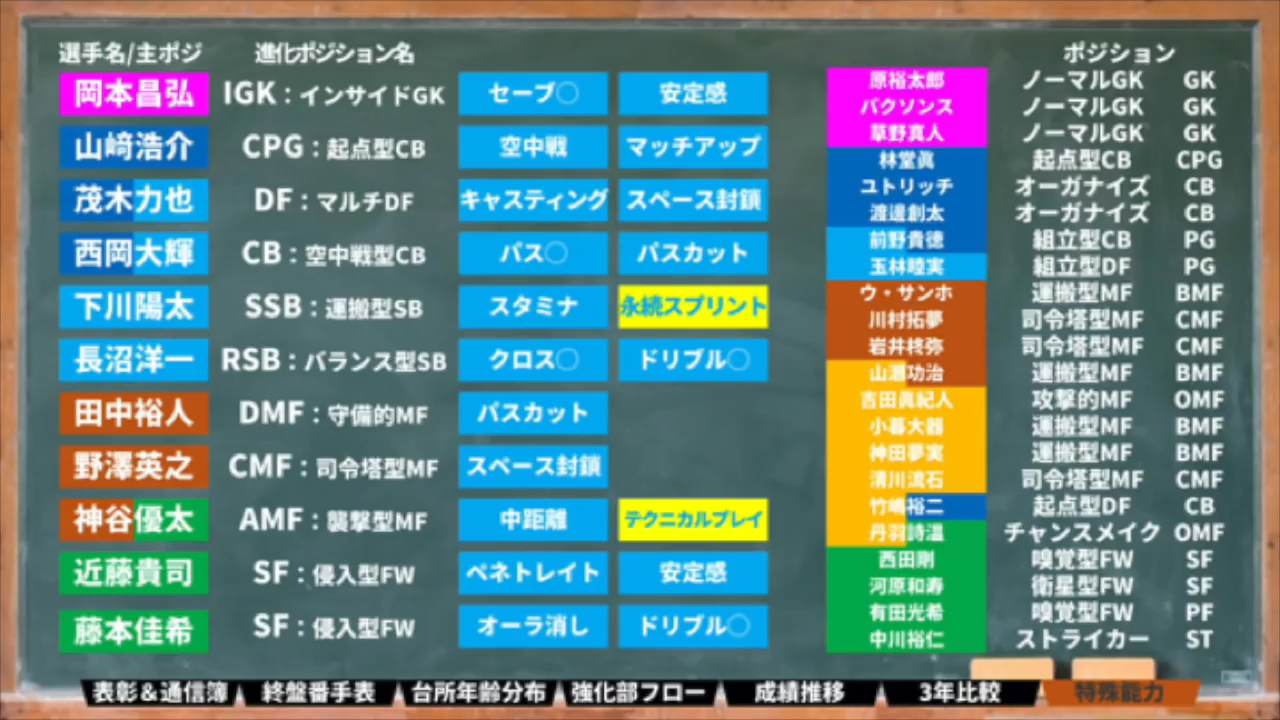 選手名/主ポジ 進化ポジション名
岡本昌弘 IGK：インサイドGK セーブ〇 安定感
山﨑浩介 CPG：起点型CB 空中戦 マッチアップ
茂木力也 DF：マルチDF キャスティング スペース封鎖
西岡大輝 CB：空中戦型CB パス〇 パスカット
下川陽太 SSB：運搬型SB スタミナ 永続スプリント
長沼洋一 RSB：バランス型SB クロス〇 ドリブル〇
田中裕人 DMF：守備的MF パスカット
野澤英之 CMF：司令塔型MF スペース封鎖
神谷優太 AMF：襲撃型MF 中距離 テクニカルプレイ
近藤貴司 SF：侵入型FW ペネトレイト 安定感
藤本佳希 SF：侵入型FW オーラ消し ドリブル〇
ポジション
原裕太郎 ノーマルGK GK
パクソンス ノーマルGK GK
草野真人 ノーマルGK GK
林堂眞 起点型CB CPG
ユトリッチ オーガナイズ CB
渡邊創太 オーガナイズ CB
前野貴徳 組立型CB PG
玉林睦実 組立型DF PG
ウ・サンホ 運搬型MF BMF
川村拓夢 司令塔型MF CMF
岩井柊弥 司令塔型MF CMF
山瀬功治 運搬型MF BMF
吉田眞紀人 攻撃的MF OMF
小暮大器 運搬型MF BMF
神田夢実 運搬型MF BMF
清川流石 司令塔型MF CMF
竹嶋裕二 起点型DF CB
丹羽詩温 チャンスメイク OMF
西田剛 嗅覚型FW SF
河原和寿 衛星型FW SF
有田光希 嗅覚型FW PF
中川裕仁 ストライカー ST
表彰＆通信簿 終盤番手表 台所年齢分布 強化部フロー 成績推移 3年比較 特殊能力